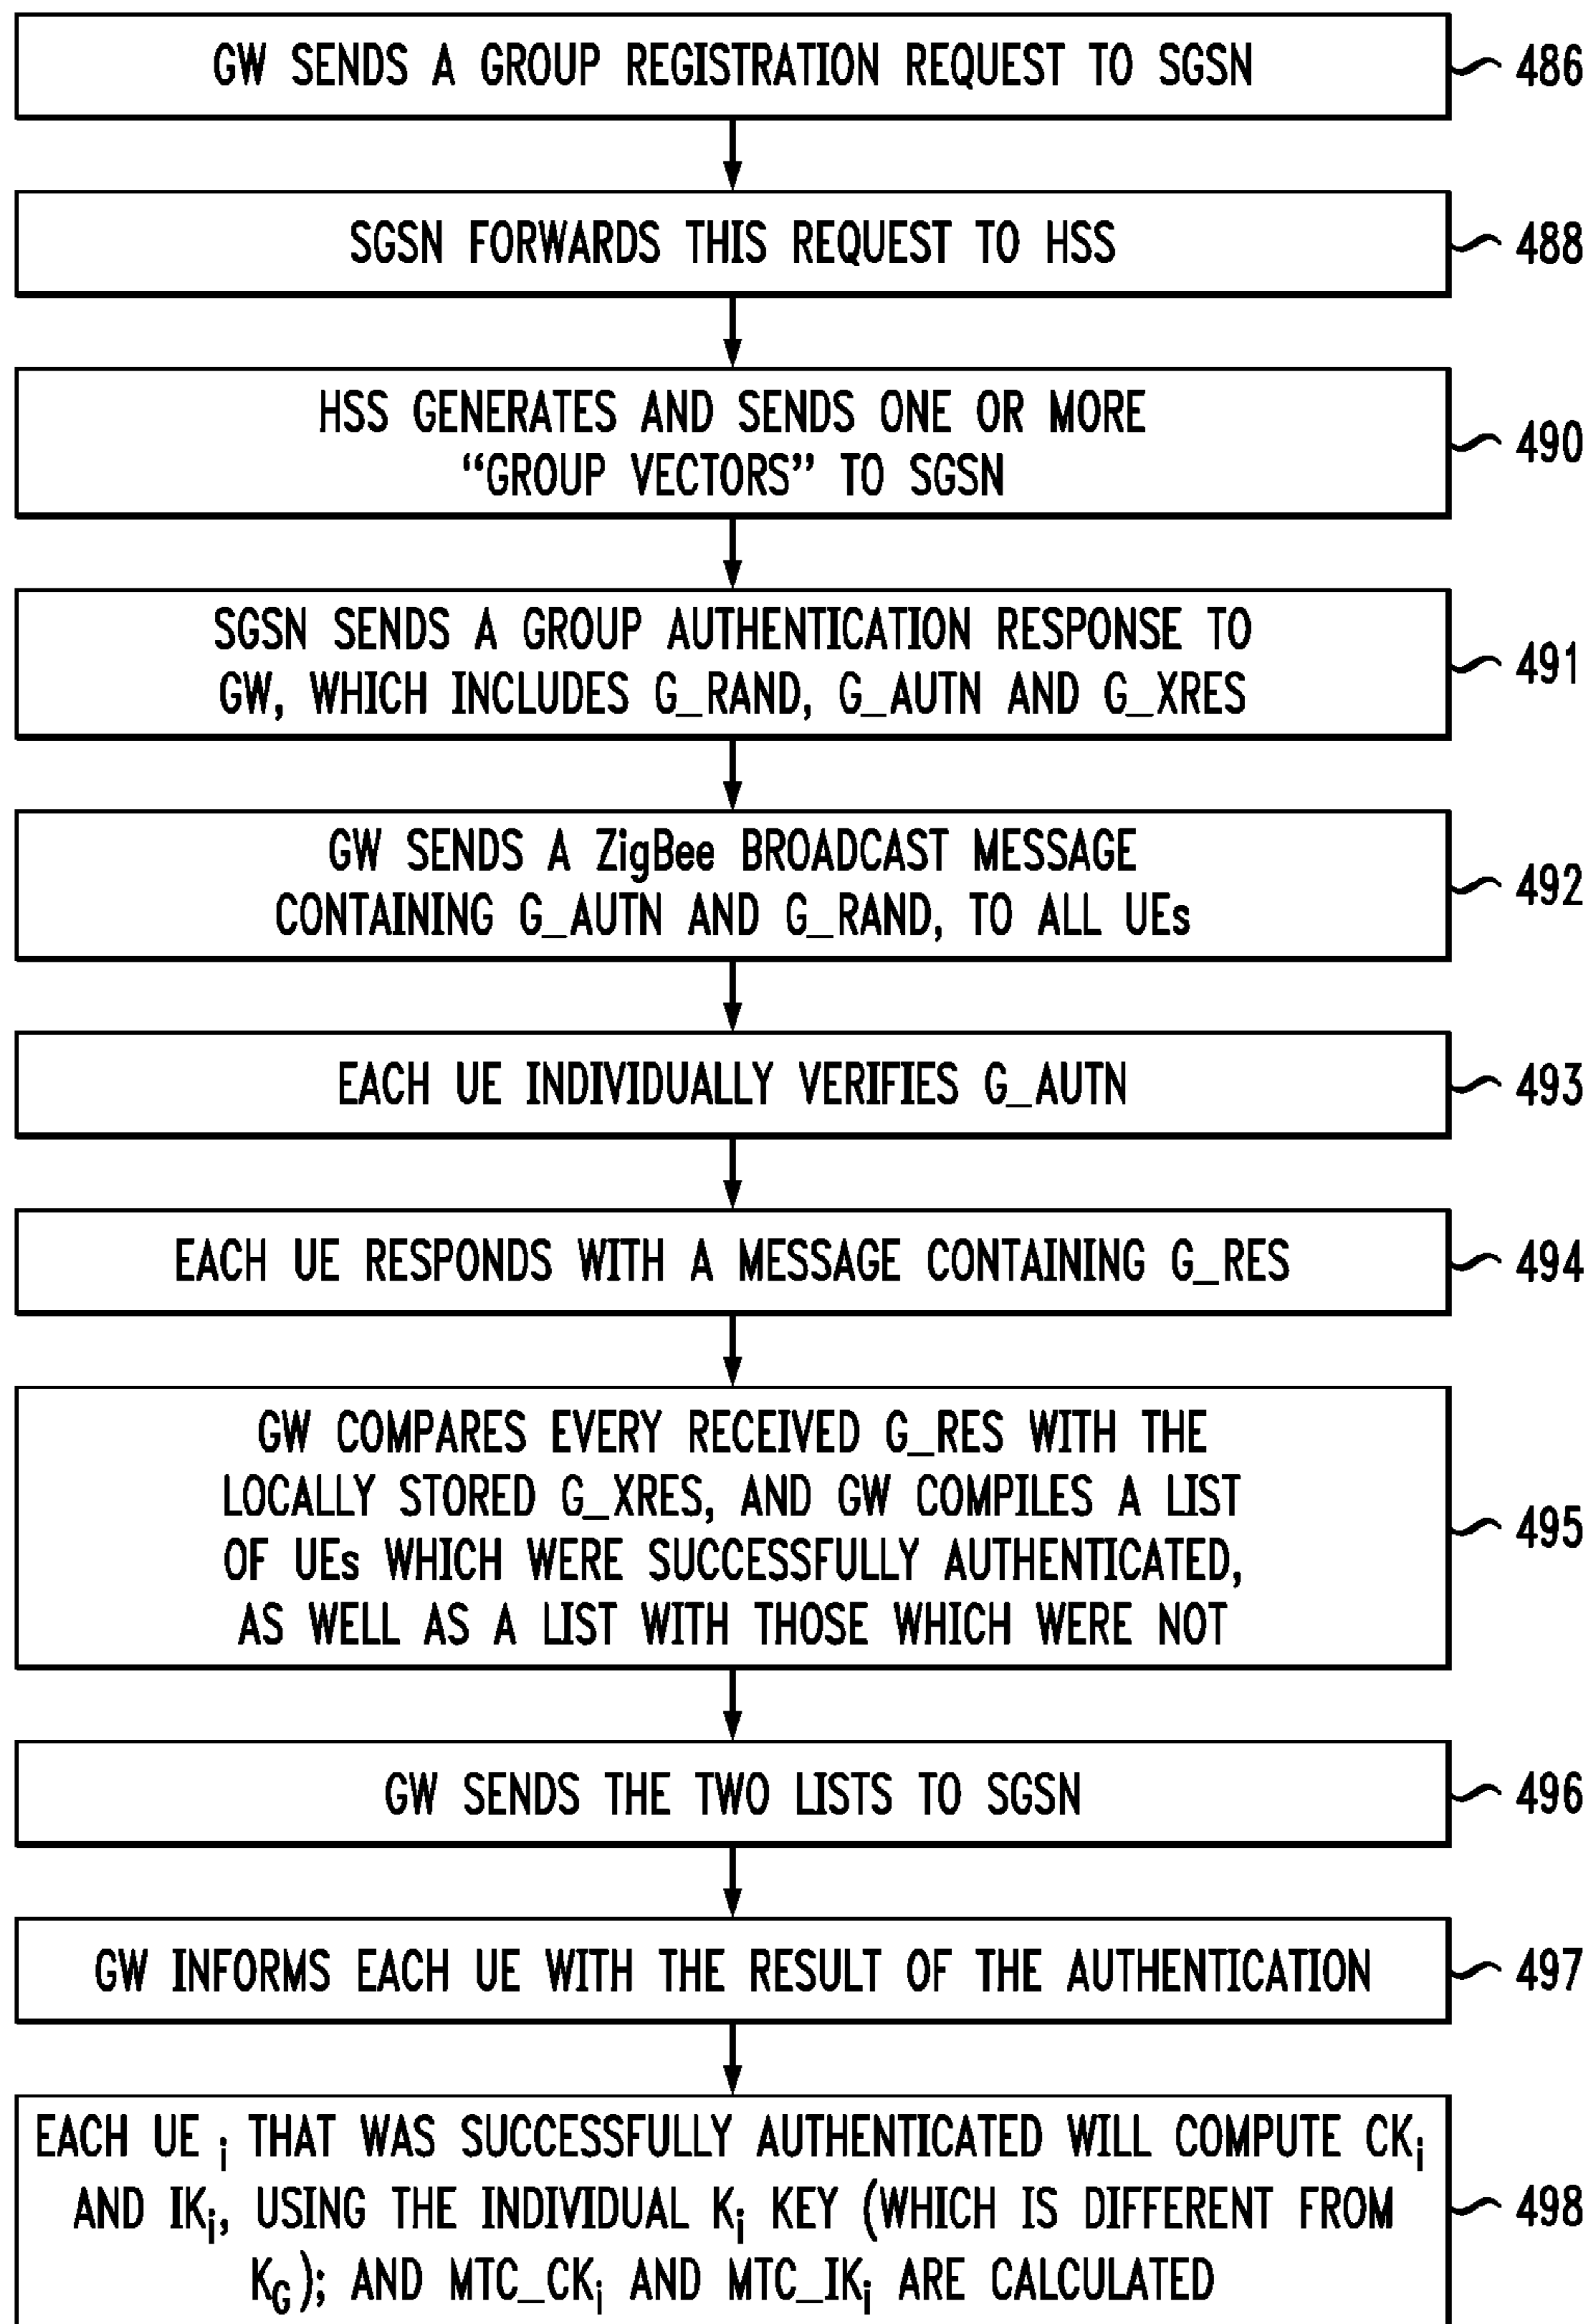 GW SENDS A GROUP REGISTRATION REQUEST TO SGSN
486
SGSN FORWARDS THIS REQUEST TO HSS
488
HSS GENERATES AND SENDS ONE OR MORE
“GROUP VECTORS” TO SGSN
490
SGSN SENDS A GROUP AUTHENTICATION RESPONSE TO
GW, WHICH INCLUDES G_RAND, G_AUTN AND G_XRES
491
GW SENDS A ZigBee BROADCAST MESSAGE
CONTAINING G_AUTN AND G_RAND, TO ALL UEs
492
EACH UE INDIVIDUALLY VERIFIES G_AUTN
493
EACH UE RESPONDS WITH A MESSAGE CONTAINING G_RES
494
GW COMPARES EVERY RECEIVED G_RES WITH THE
LOCALLY STORED G_XRES, AND GW COMPILES A LIST
OF UEs WHICH WERE SUCCESSFULLY AUTHENTICATED,
AS WELL AS A LIST WITH THOSE WHICH WERE NOT
495
GW SENDS THE TWO LISTS TO SGSN
496
GW INFORMS EACH UE WITH THE RESULT OF THE AUTHENTICATION
497
EACH UE i THAT WAS SUCCESSFULLY AUTHENTICATED WILL COMPUTE CKi
AND IKi, USING THE INDIVIDUAL Ki KEY (WHICH IS DIFFERENT FROM
KG); AND MTC_CKi AND MTC_IKi ARE CALCULATED
498